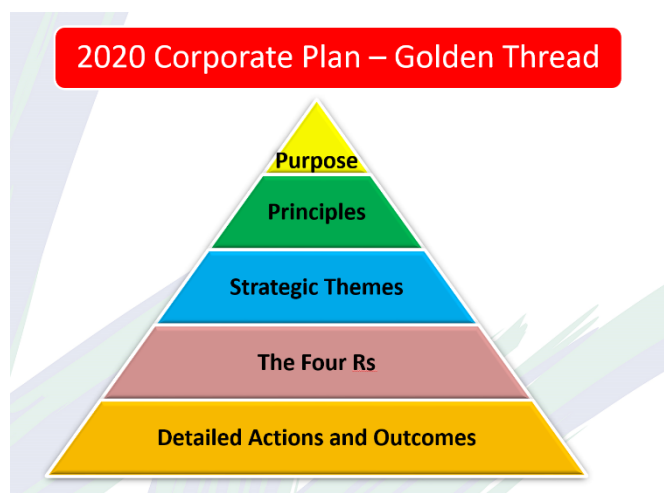 2020 Corporate Plan – Golden Thread
Purpose
Principles
Strategic Themes
The Four Rs
Detailed Actions and Outcomes